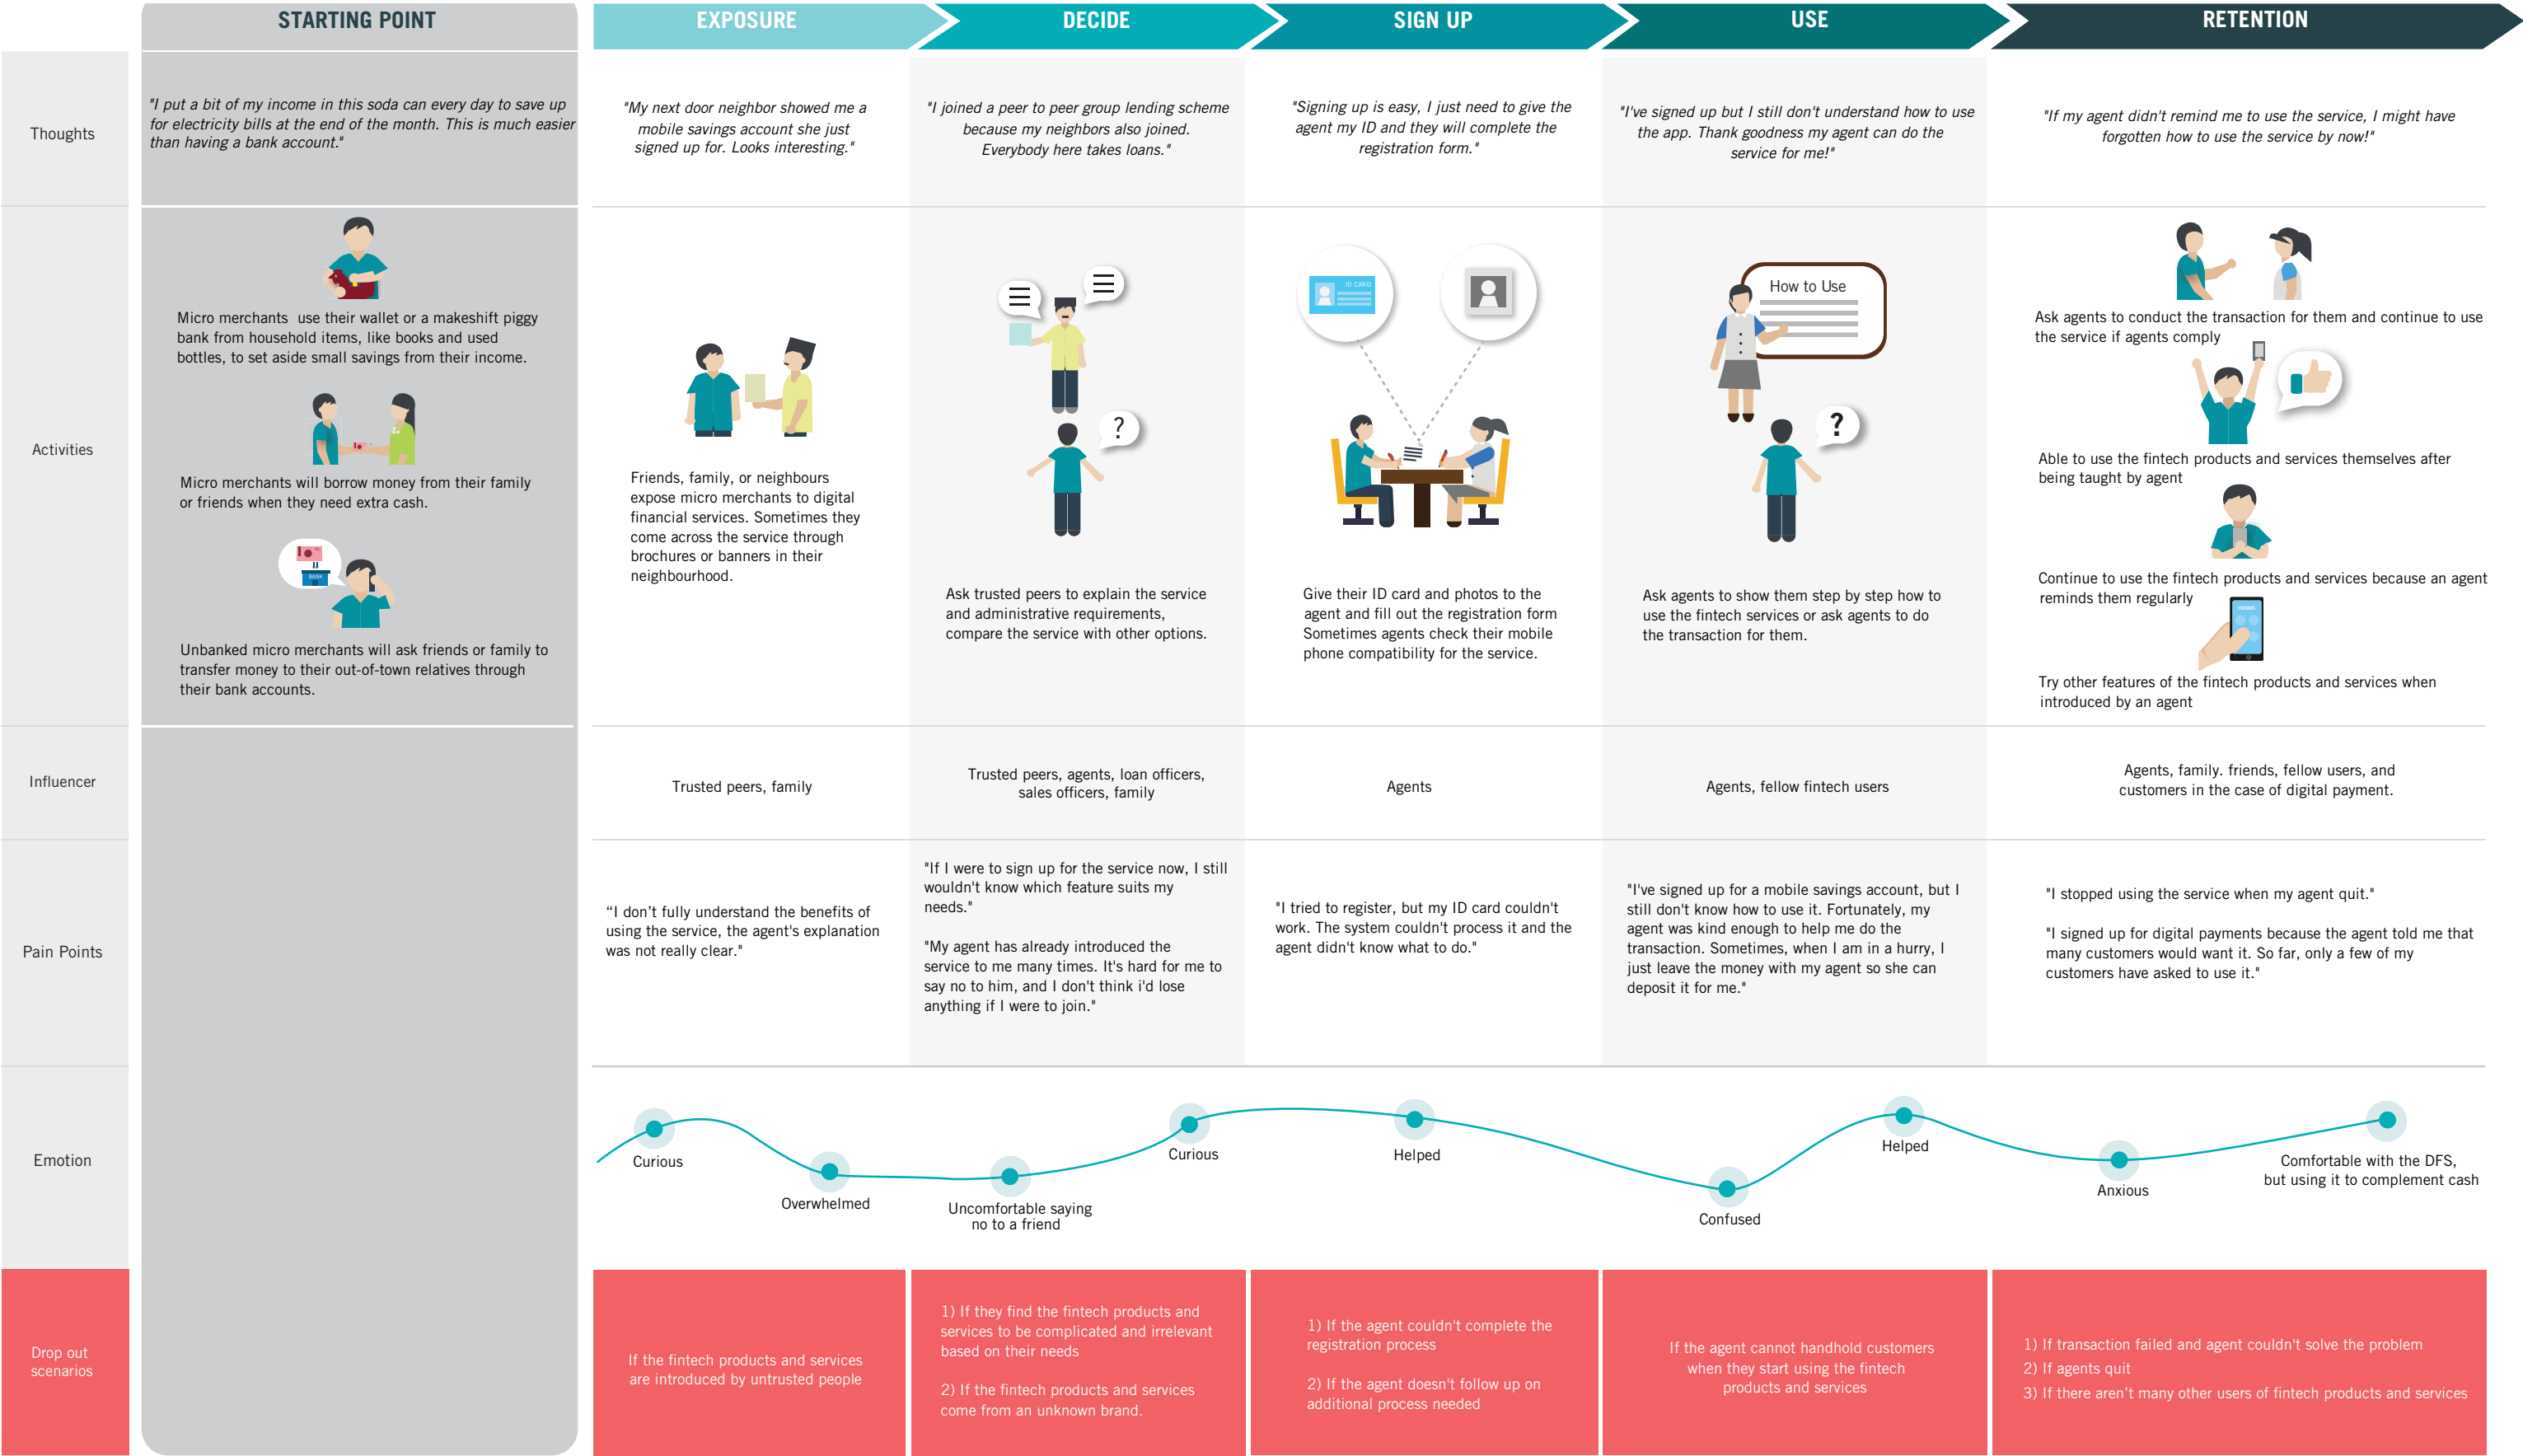 STARTING POINT
EXPOSURE
DECIDE
SIGN UP
USE
RETENTION
Thoughts
"I put a bit of my income in this soda can every day to save up
for electricity bills at the end of the month. This is much easier
than having a bank account."
"My next door neighbor showed me a
mobile savings account she just
signed up for. Looks interesting."
"I joined a peer to peer group lending scheme
because my neighbors also joined.
Everybody here takes loans."
"Signing up is easy, I just need to give the
agent my ID and they will complete the
registration form."
"I've signed up but I still don't understand how to use
the app. Thank goodness my agent can do the
service for me!"
"If my agent didn't remind me to use the service, I might have
forgotten how to use the service by now!"
Activities
Micro merchants use their wallet or a makeshift piggy
bank from household items, like books and used
bottles, to set aside small savings from their income.
Micro merchants will borrow money from their family
or friends when they need extra cash.
BANK
Unbanked micro merchants will ask friends or family to
transfer money to their out-of-town relatives through
their bank accounts.
Friends, family, or neighbours
expose micro merchants to digital
financial services. Sometimes they
come across the service through
brochures or banners in their
neighbourhood.
?
Ask trusted peers to explain the service
and administrative requirements,
compare the service with other options.
ID CARD
Give their ID card and photos to the
agent and fill out the registration form
Sometimes agents check their mobile
phone compatibility for the service.
How to Use
?
Ask agents to show them step by step how to
use the fintech services or ask agents to do
the transaction for them.
Ask agents to conduct the transaction for them and continue to use
the service if agents comply
Able to use the fintech products and services themselves after
being taught by agent
Continue to use the fintech products and services because an agent
reminds them regularly
Try other features of the fintech products and services when
introduced by an agent
Influencer
Trusted peers, family
Trusted peers, agents, loan officers,
sales officers, family
Agents
Agents, fellow fintech users
Agents, family. friends, fellow users, and
customers in the case of digital payment.
Pain Points
“I don’t fully understand the benefits of
using the service, the agent's explanation
was not really clear."
"If I were to sign up for the service now, I still
wouldn't know which feature suits my
needs."
"My agent has already introduced the
service to me many times. It's hard for me to
say no to him, and I don't think i'd lose
anything if I were to join."
"I tried to register, but my ID card couldn't
work. The system couldn't process it and the
agent didn't know what to do."
"I've signed up for a mobile savings account, but I
still don't know how to use it. Fortunately, my
agent was kind enough to help me do the
transaction. Sometimes, when I am in a hurry, I
just leave the money with my agent so she can
deposit it for me."
"I stopped using the service when my agent quit."
"I signed up for digital payments because the agent told me that
many customers would want it. So far, only a few of my
customers have asked to use it."
Emotion
Curious
Overwhelmed
Uncomfortable saying
no to a friend
Curious
Helped
Confused
Helped
Anxious
Comfortable with the DFS,
but using it to complement cash
Drop out
scenarios
If the fintech products and services
are introduced by untrusted people
1) If they find the fintech products and
services to be complicated and irrelevant
based on their needs
2) If the fintech products and services
come from an unknown brand.
1) If the agent couldn't complete the
registration process
2) If the agent doesn't follow up on
additional process needed
If the agent cannot handhold customers
when they start using the fintech
products and services
1) If transaction failed and agent couldn't solve the problem
2) If agents quit
3) If there aren’t many other users of fintech products and services